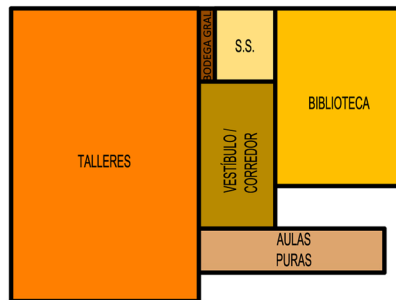 BODEGA GRAL
S.S.
BIBLIOTECA
TALLERES
VESTÍBULO /
CORREDOR
AULAS
PURAS